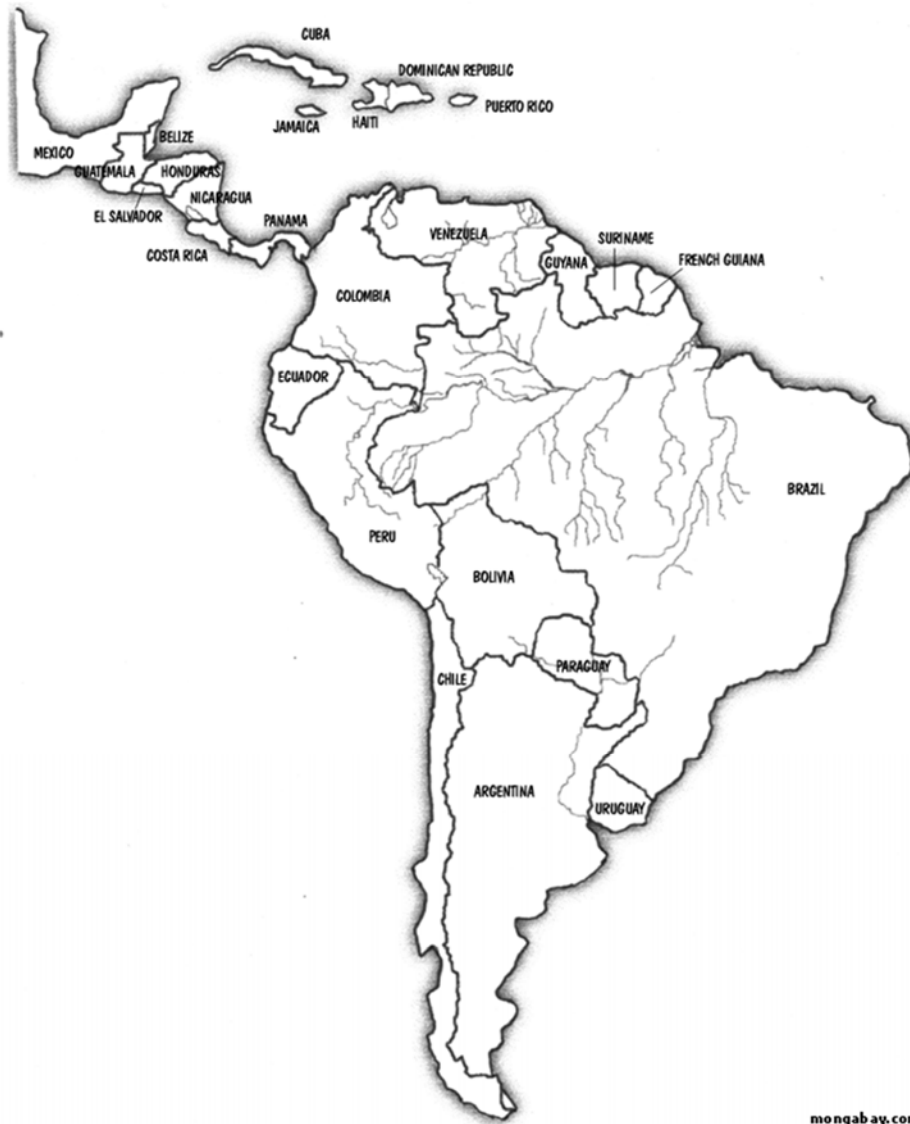 CUBA
DOMINICAN REPUBLIC
PUERTO RICO
JAMAICA
HAITI
BELIZE
MEXICO
GUATEMALA
HONDURAS
NICARAGUA
EL SALVADOR
PANAMA
COSTA RICA
VENEZUELA
SURINAME
GUYANA
FRENCH GUIANA
COLOMBIA
ECUADOR
BRAZIL
PERU
BOLIVIA
PARAGUAY
CHILE
ARGENTINA
URUGUAY
mongabay.com